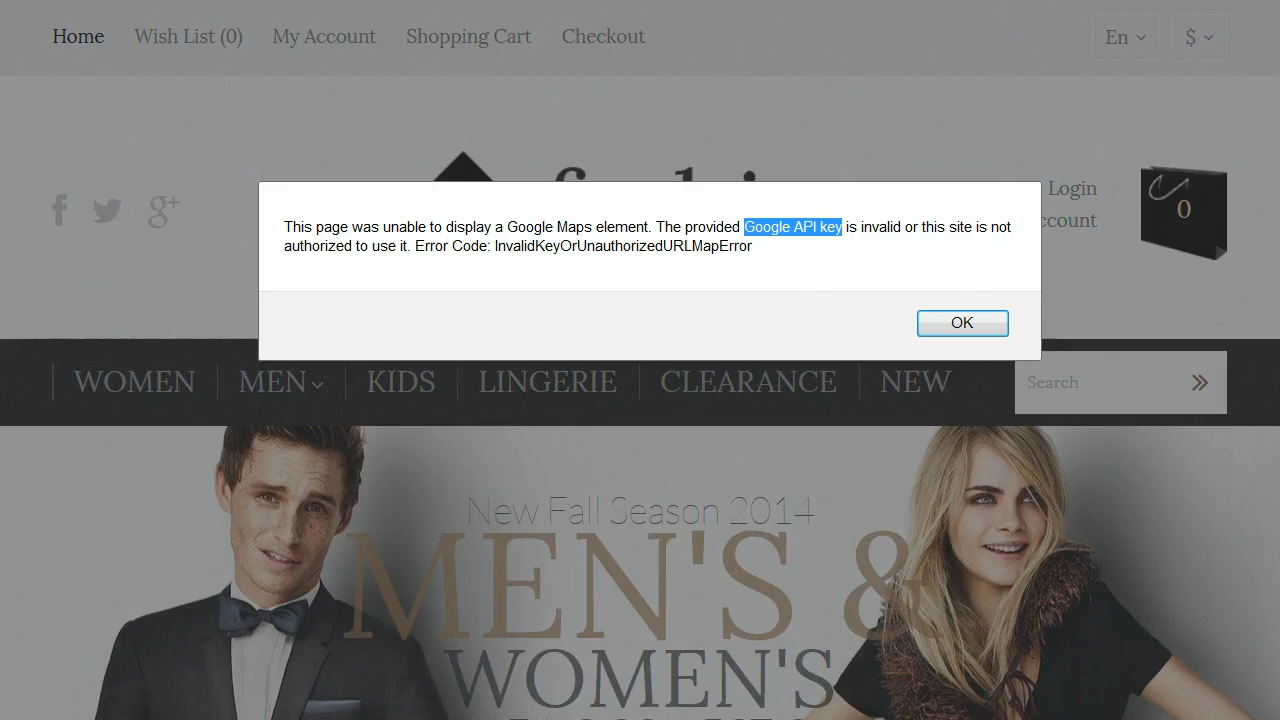 Home Wish List (0) My Account Shopping Cart Checkout En $
g+ Login
0
This page was unable to display a Google Maps element. The provided Google API key is invalid or this site is not
authorized to use it. Error Code: InvalidKeyOrUnauthorizedURLMapError
OK
WOMEN MEN KIDS LINGERIE CLEARANCE NEW Search
New Fall Season 2014
MEN'S &
WOMEN'S